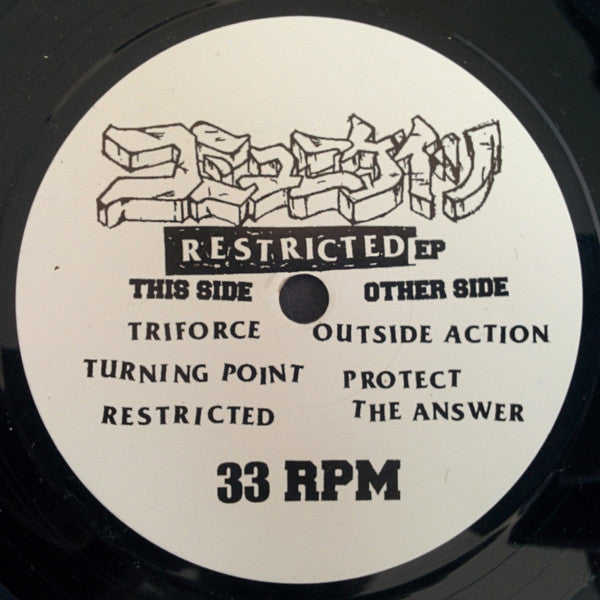 RESTRICTED EP
THIS SIDE
TRIFORCE
TURNING POINT
RESTRICTED
OTHER SIDE
OUTSIDE ACTION
PROTECT
THE ANSWER
33 RPM